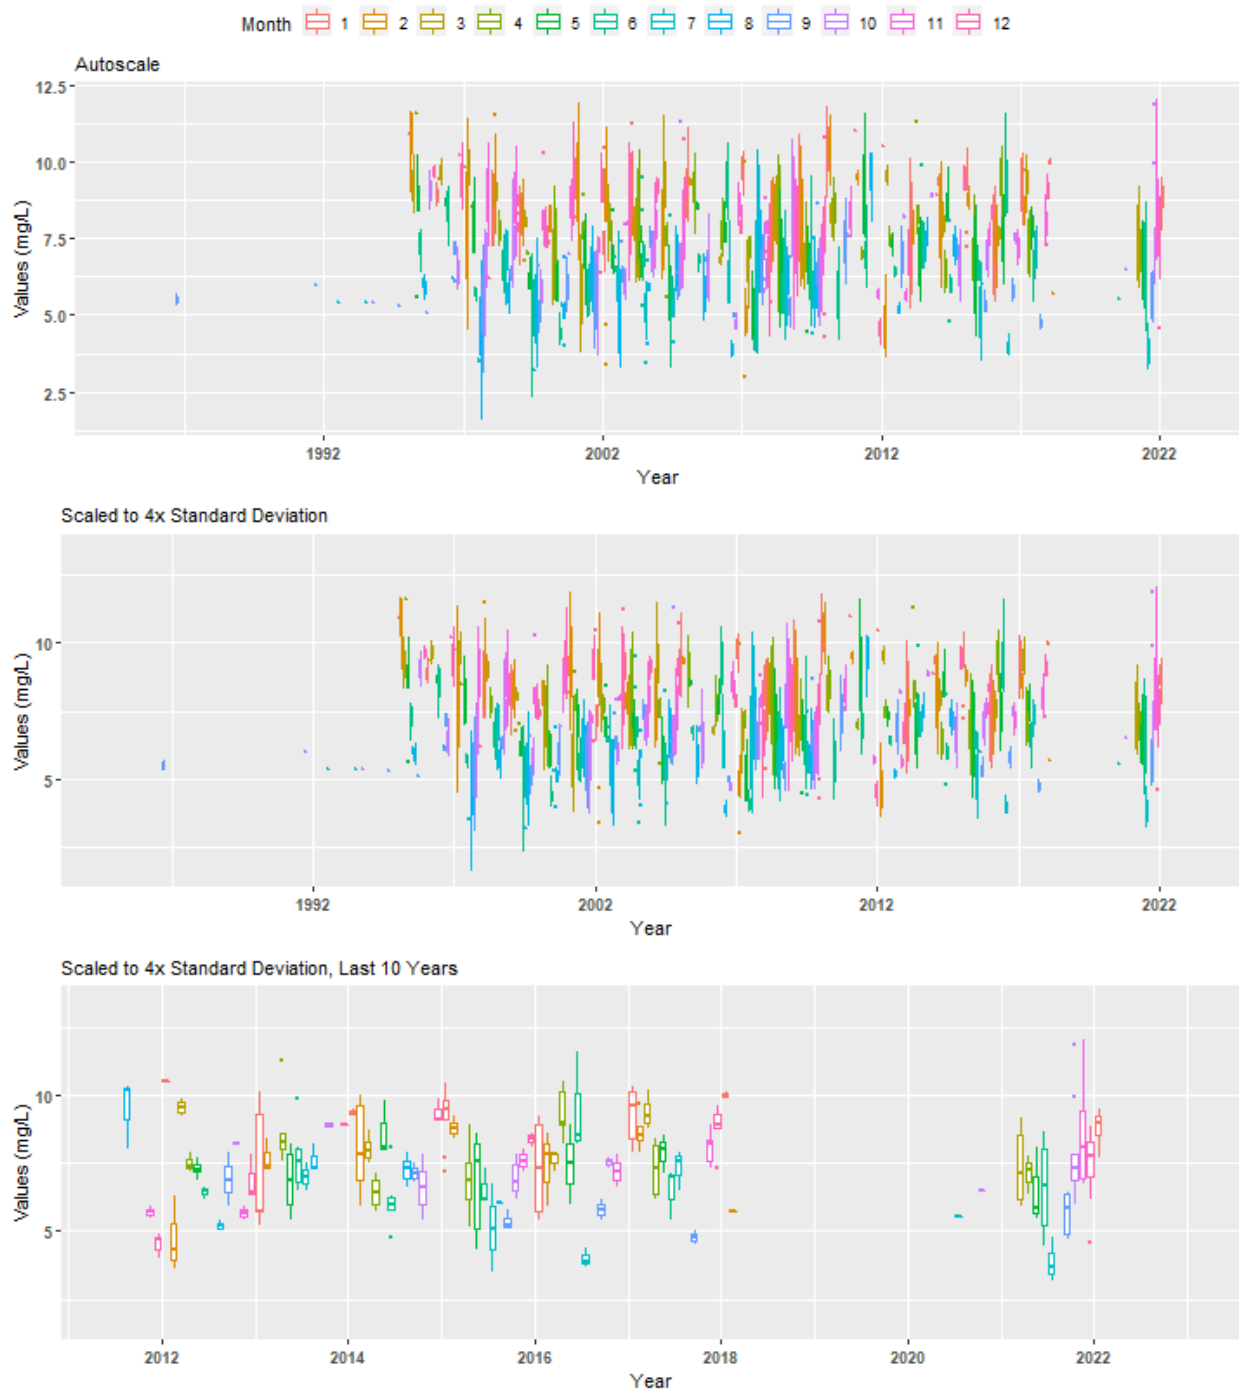 Month 1 2 3 4 5 6 7 8 9 10 11 12
Autoscale
12.5
10.0
7.5
5.0
2.5
Values (mg/L)
1992 2002 2012 2022
Year
Scaled to 4x Standard Deviation
10
5
Values (mg/L)
1992 2002 2012 2022
Year
Scaled to 4x Standard Deviation, Last 10 Years
10
5
Values (mg/L)
2012 2014 2016 2018 2020 2022
Year